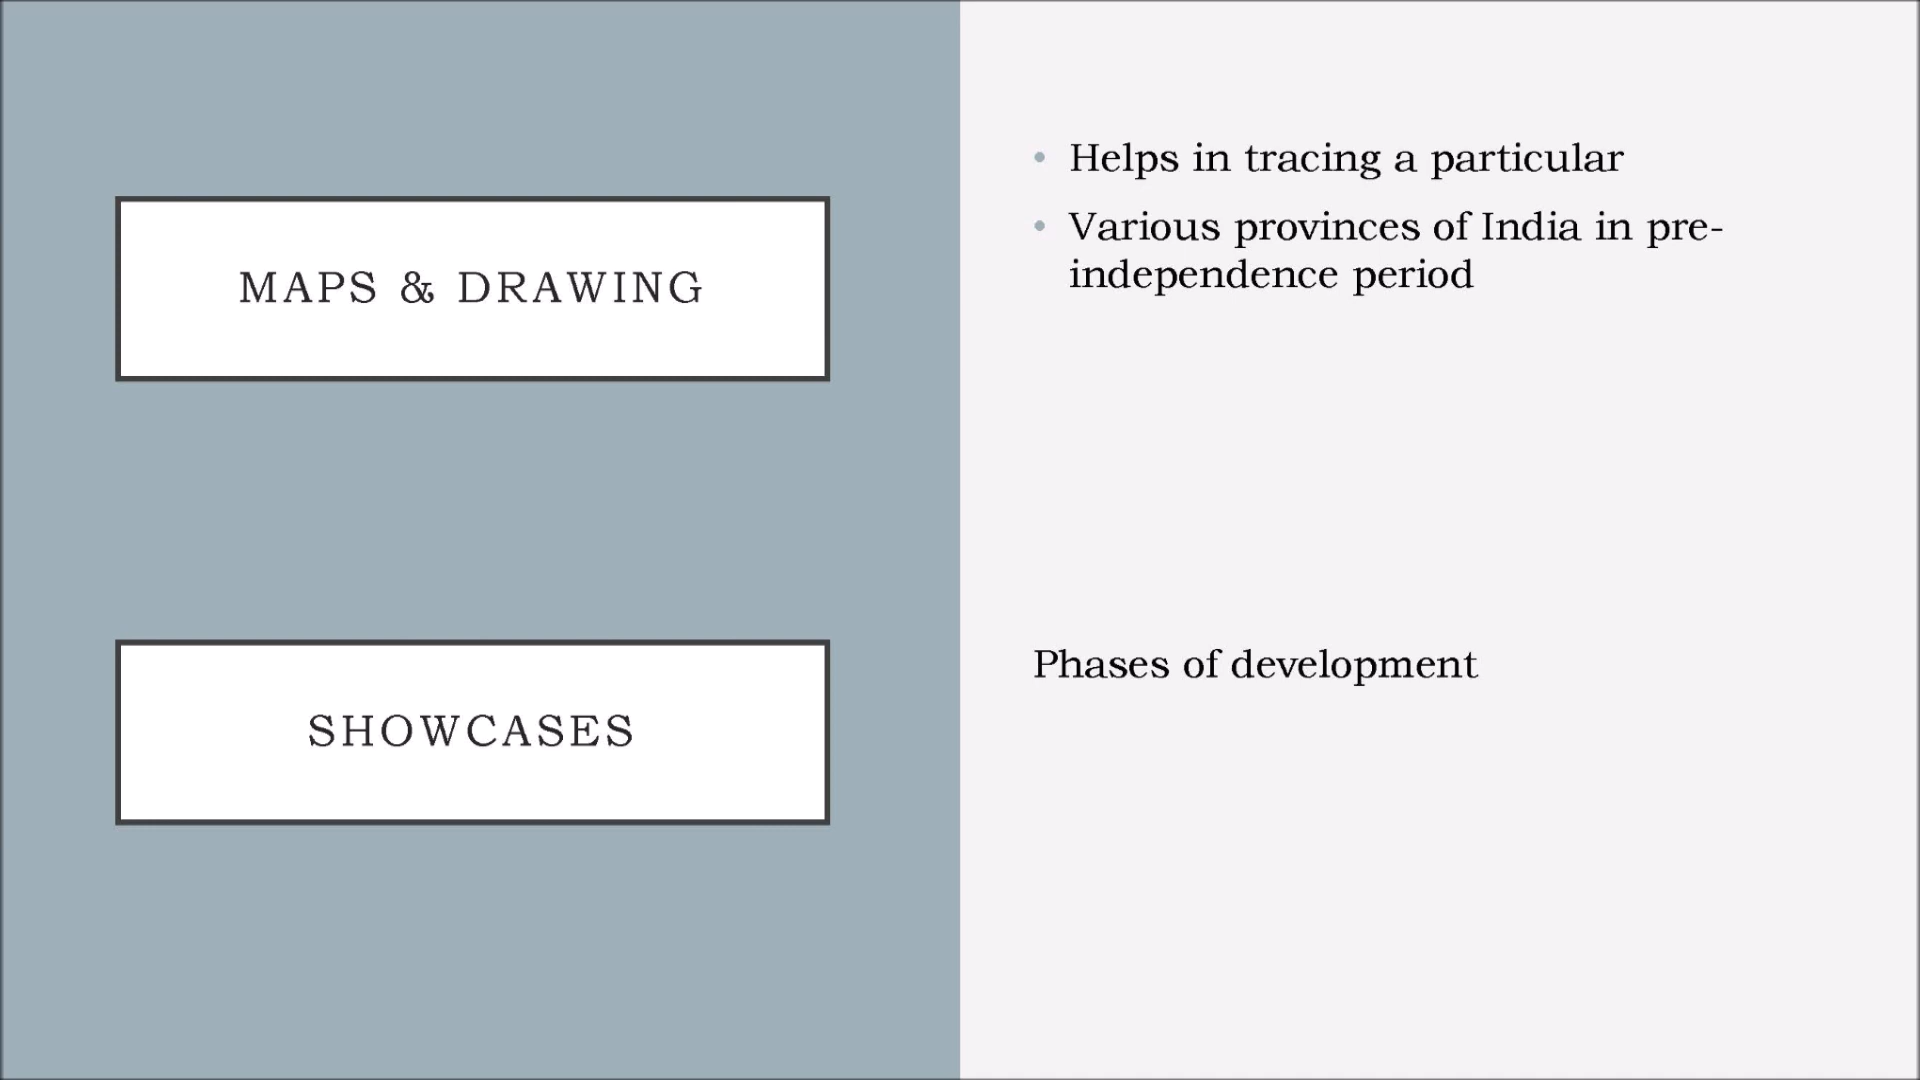 MAPS & DRAWING
• Helps in tracing a particular
• Various provinces of India in pre-
independence period
SHOWCASES
Phases of development